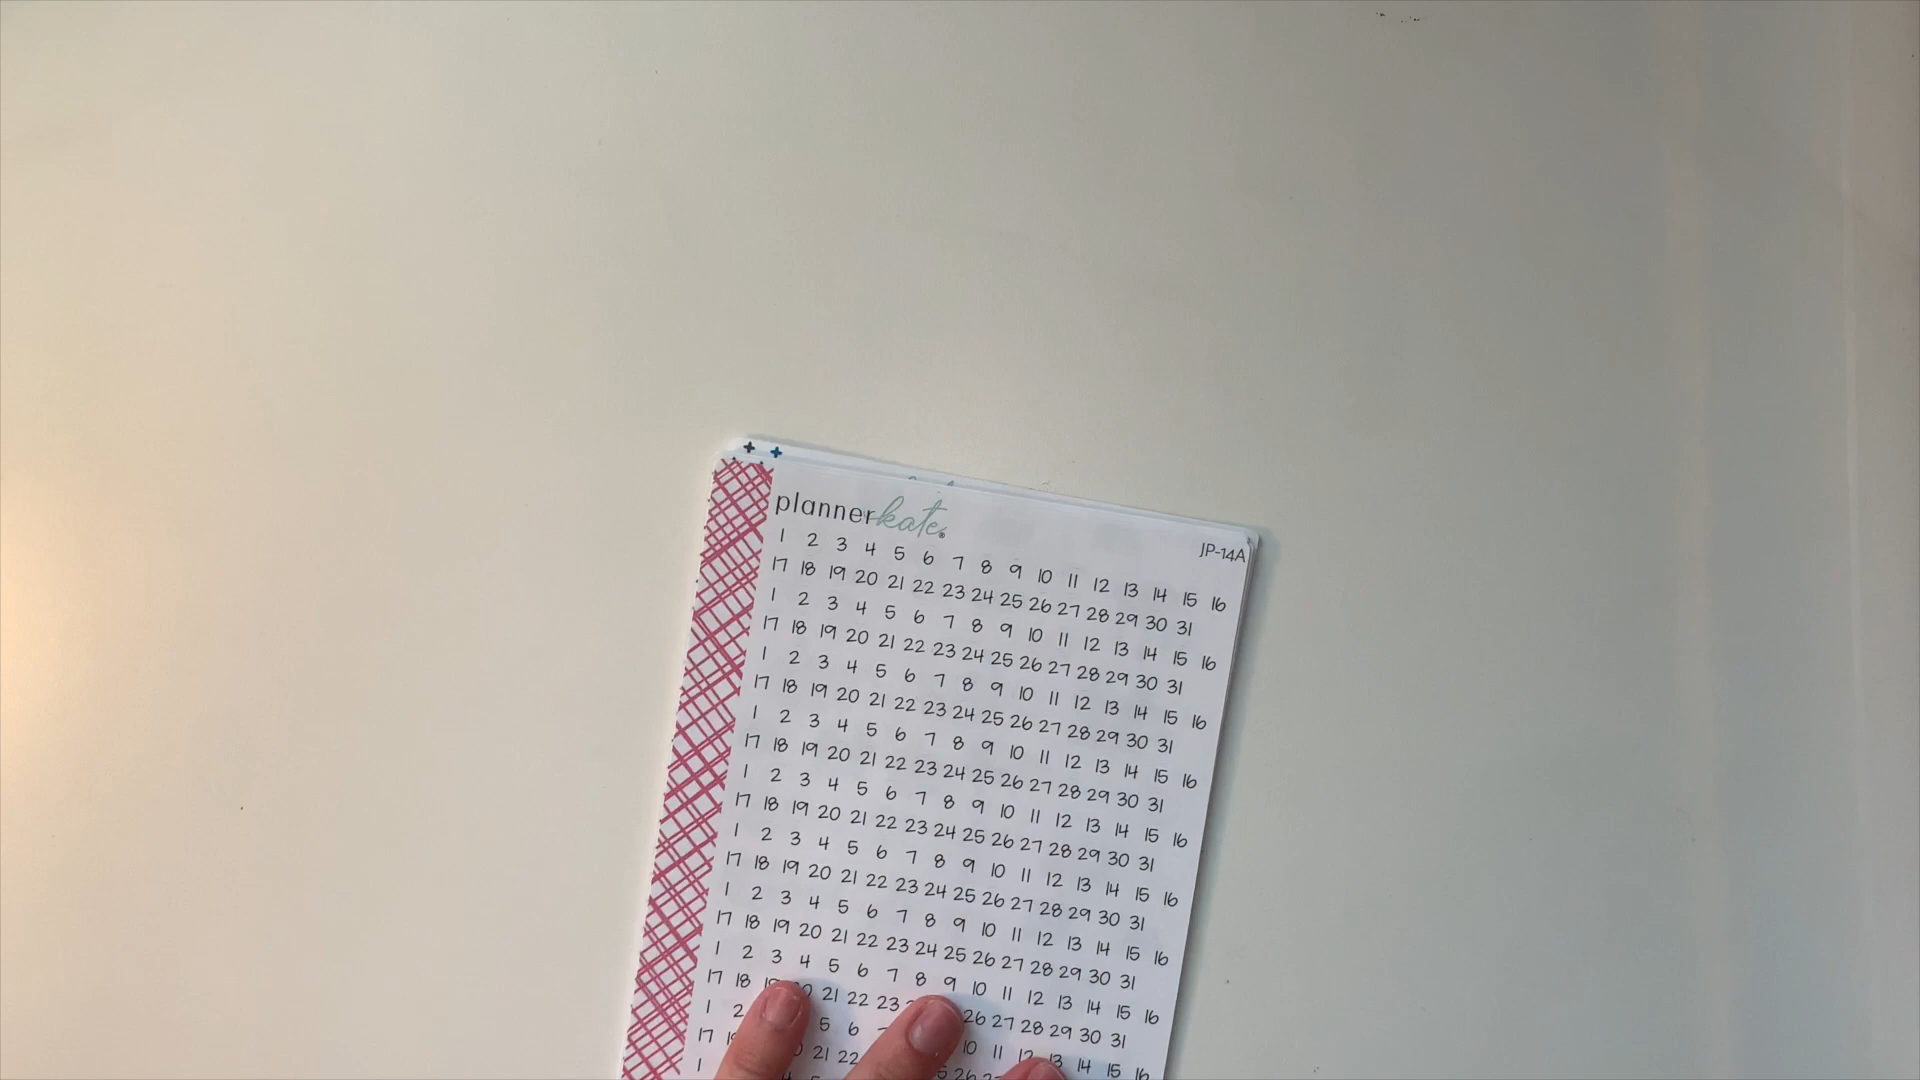 plannerkate®
JP-14A
1 2 3 4 5 6 7 8 9 10 11 12 13 14 15 16
17 18 19 20 21 22 23 24 25 26 27 28 29 30 31
1 2 3 4 5 6 7 8 9 10 11 12 13 14 15 16
17 18 19 20 21 22 23 24 25 26 27 28 29 30 31
1 2 3 4 5 6 7 8 9 10 11 12 13 14 15 16
17 18 19 20 21 22 23 24 25 26 27 28 29 30 31
1 2 3 4 5 6 7 8 9 10 11 12 13 14 15 16
17 18 19 20 21 22 23 24 25 26 27 28 29 30 31
1 2 3 4 5 6 7 8 9 10 11 12 13 14 15 16
17 18 19 20 21 22 23 24 25 26 27 28 29 30 31
1 2 3 4 5 6 7 8 9 10 11 12 13 14 15 16
17 18 19 20 21 22 23 24 25 26 27 28 29 30 31
1 2 3 4 5 6 7 8 9 10 11 12 13 14 15 16
17 18 19 20 21 22 23 24 25 26 27 28 29 30 31
1 2 3 4 5 6 7 8 9 10 11 12 13 14 15 16
17 18 21 22 23 26 27 28 29 30 31
1 2 5 6 10 11 12 13 14 15 16
17 21 22 26
1